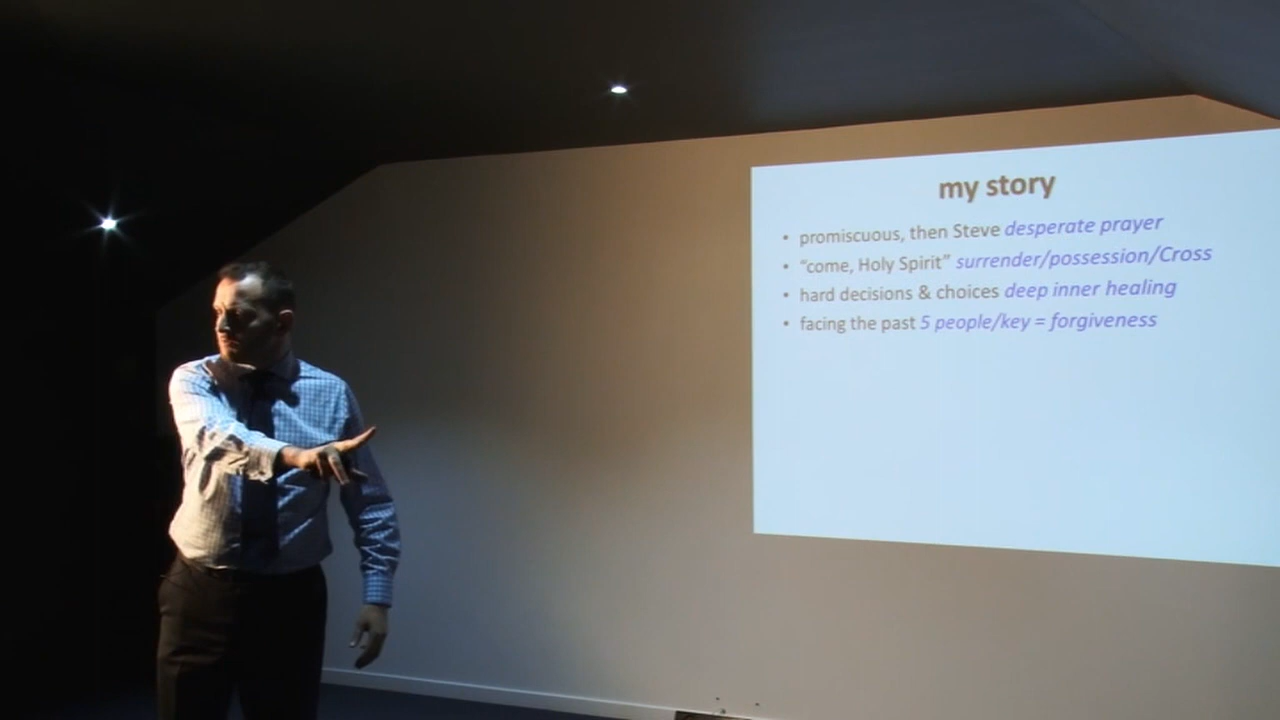 my story
• promiscuous, then Steve desperate prayer
• “come, Holy Spirit” surrender/possession/Cross
• hard decisions & choices deep inner healing
• facing the past 5 people/key = forgiveness